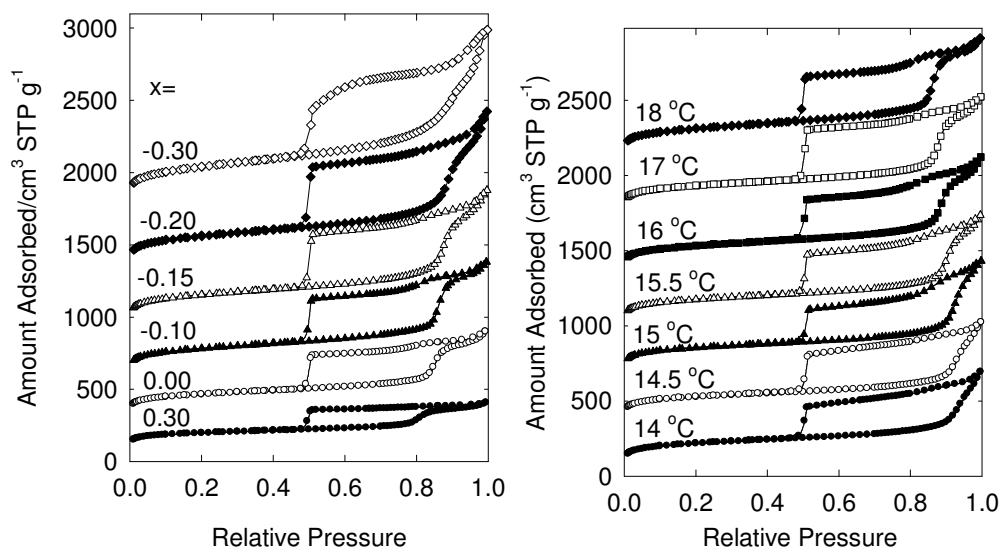 3000
2500
2000
1500
1000
500
0
Amount Adsorbed/cm³ STP g⁻¹
x=
-0.30
-0.20
-0.15
-0.10
0.00
0.30
0.0 0.2 0.4 0.6 0.8 1.0
Relative Pressure
2500
2000
1500
1000
500
0
Amount Adsorbed (cm³ STP g⁻¹)
18 °C
17 °C
16 °C
15.5 °C
15 °C
14.5 °C
14 °C
0.0 0.2 0.4 0.6 0.8 1.0
Relative Pressure